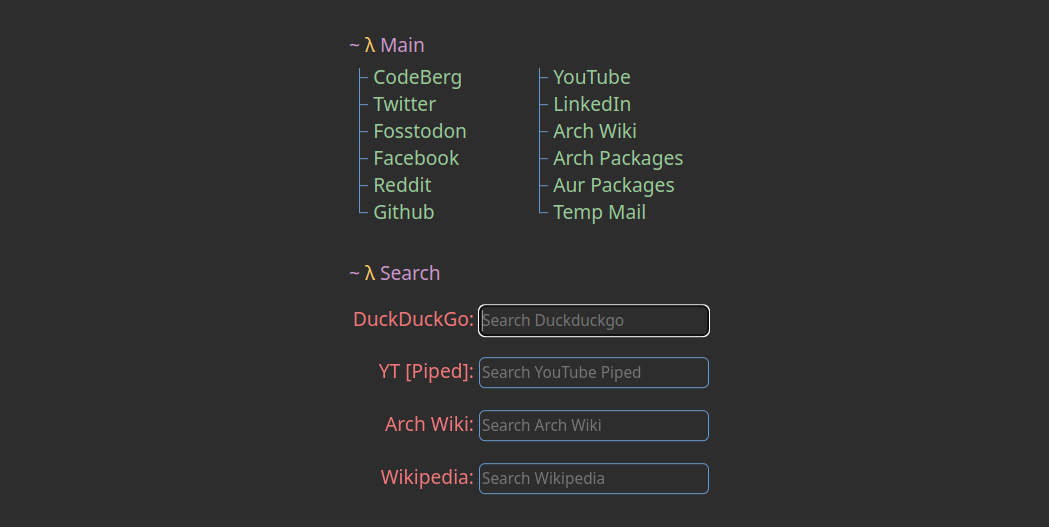 ~ λ Main
CodeBerg
Twitter
Fosstodon
Facebook
Reddit
Github
YouTube
LinkedIn
Arch Wiki
Arch Packages
Aur Packages
Temp Mail
~ λ Search
DuckDuckGo: Search Duckduckgo
YT [Piped]: Search YouTube Piped
Arch Wiki: Search Arch Wiki
Wikipedia: Search Wikipedia